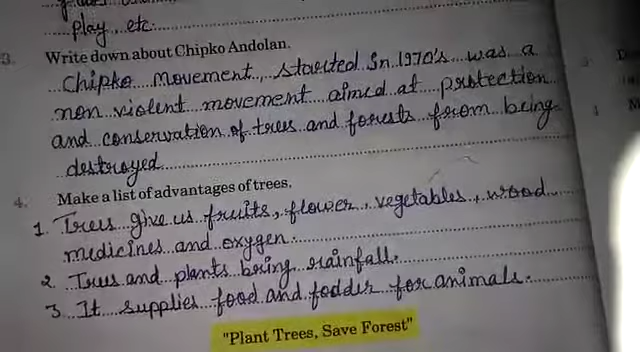 play, etc.
3. Write down about Chipko Andolan.
Chipko Movement, started in 1970's was a
non violent movement aimed at protection
and conservation of trees and forests from being
destroyed.
4. Make a list of advantages of trees.
1. Trees give us fruits, flower, vegetables, wood
medicines and oxygen.
2. Trees and plants bring rainfall.
3. It supplies food and fodder for animals.
"Plant Trees, Save Forest"